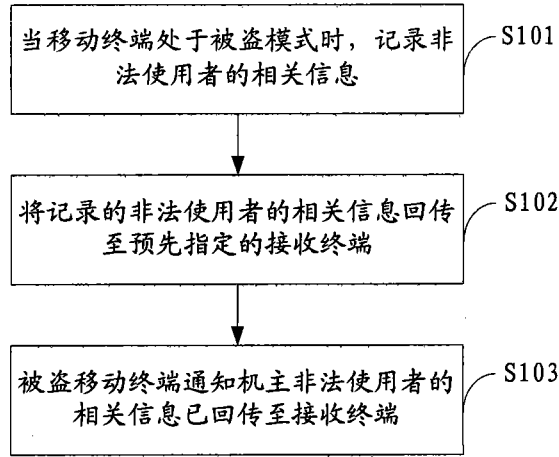 当移动终端处于被盗模式时，记录非
法使用者的相关信息
S101
将记录的非法使用者的相关信息回传
至预先指定的接收终端
S102
被盗移动终端通知机主非法使用者的
相关信息已回传至接收终端
S103